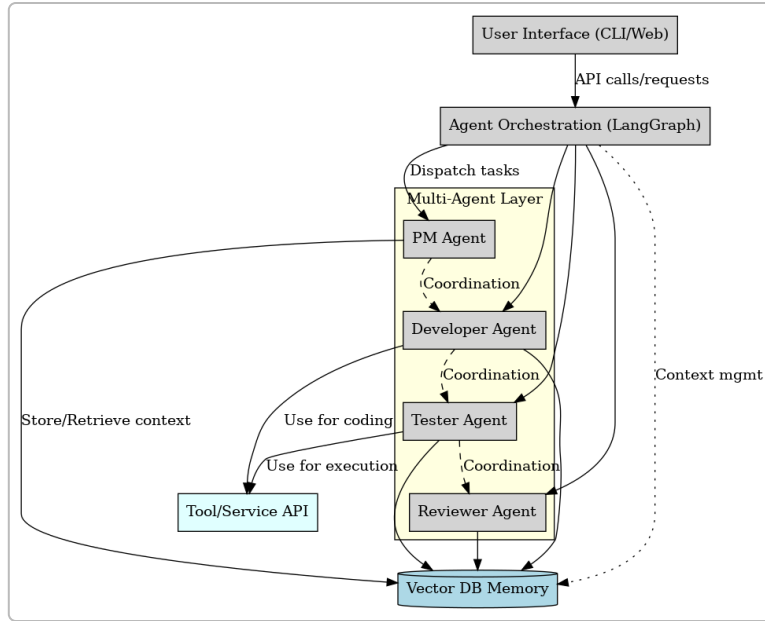 User Interface (CLI/Web)
API calls/requests
Agent Orchestration (LangGraph)
Dispatch tasks
Multi-Agent Layer
PM Agent
Coordination
Developer Agent
Coordination
Context mgmt
Store/Retrieve context
Use for coding
Tester Agent
Use for execution
Coordination
Tool/Service API
Reviewer Agent
Vector DB Memory